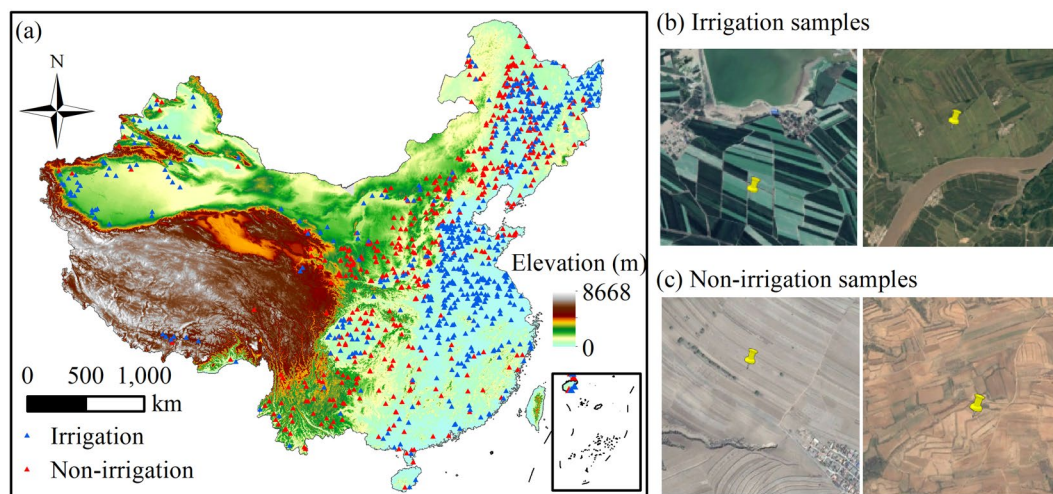 (a)
N
Elevation (m)
8668
0
0 500 1,000
km
Irrigation
Non-irrigation
(b) Irrigation samples
(c) Non-irrigation samples